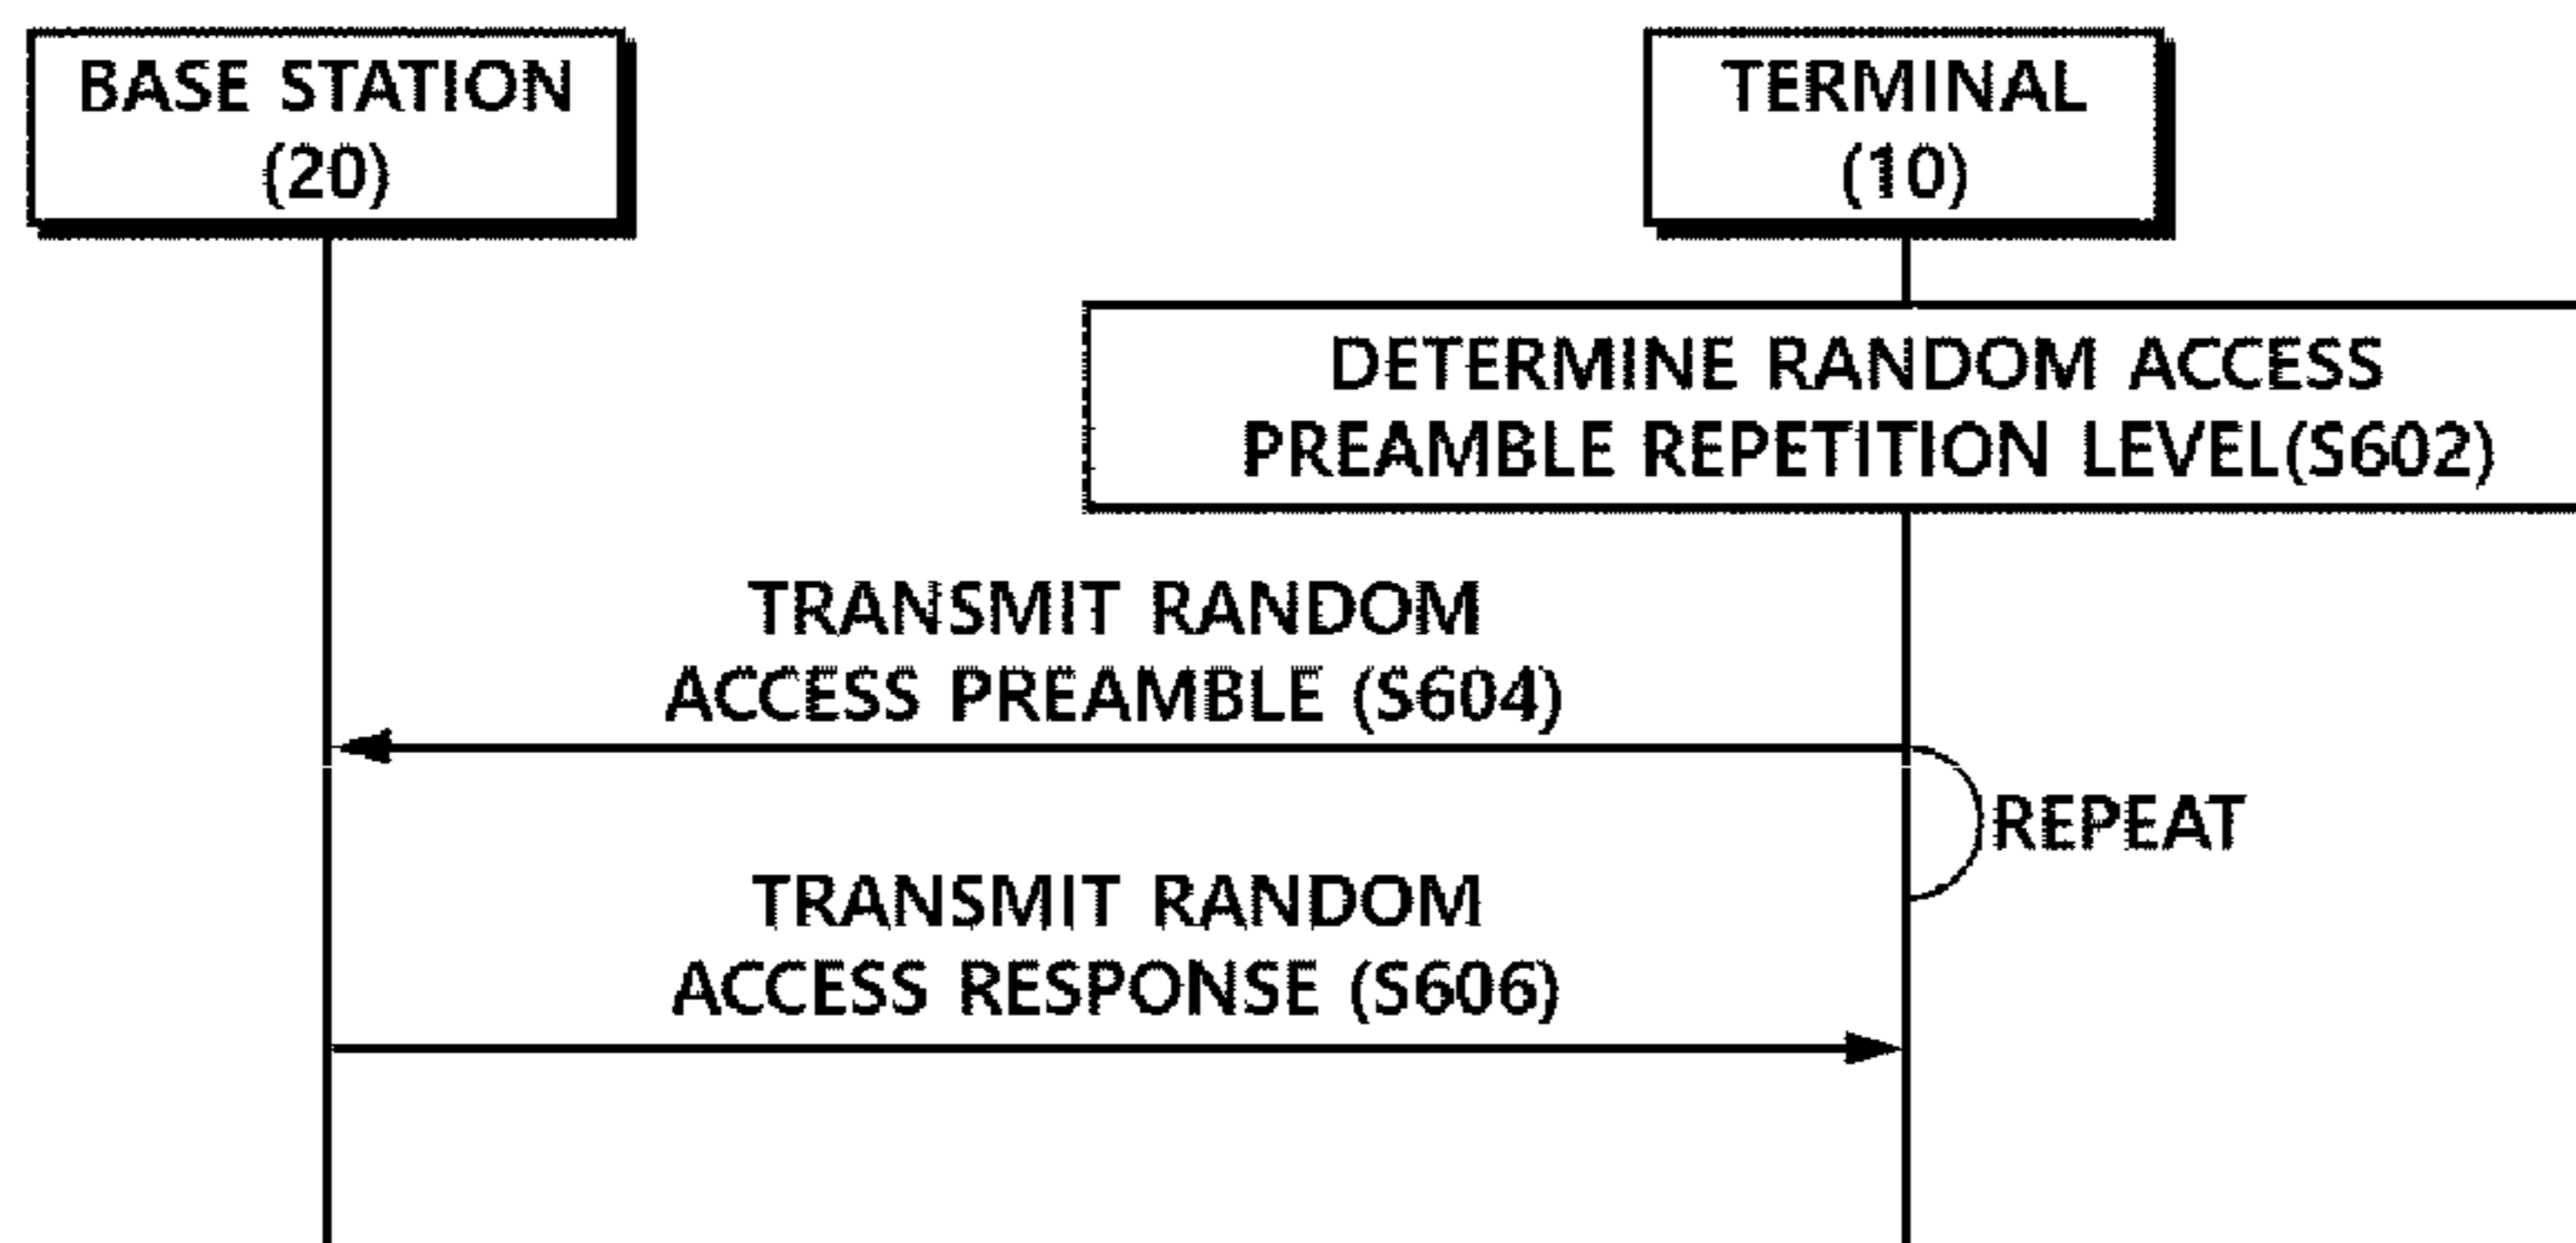 BASE STATION
(20)
TERMINAL
(10)
DETERMINE RANDOM ACCESS
PREAMBLE REPETITION LEVEL(S602)
TRANSMIT RANDOM
ACCESS PREAMBLE (S604)
REPEAT
TRANSMIT RANDOM
ACCESS RESPONSE (S606)